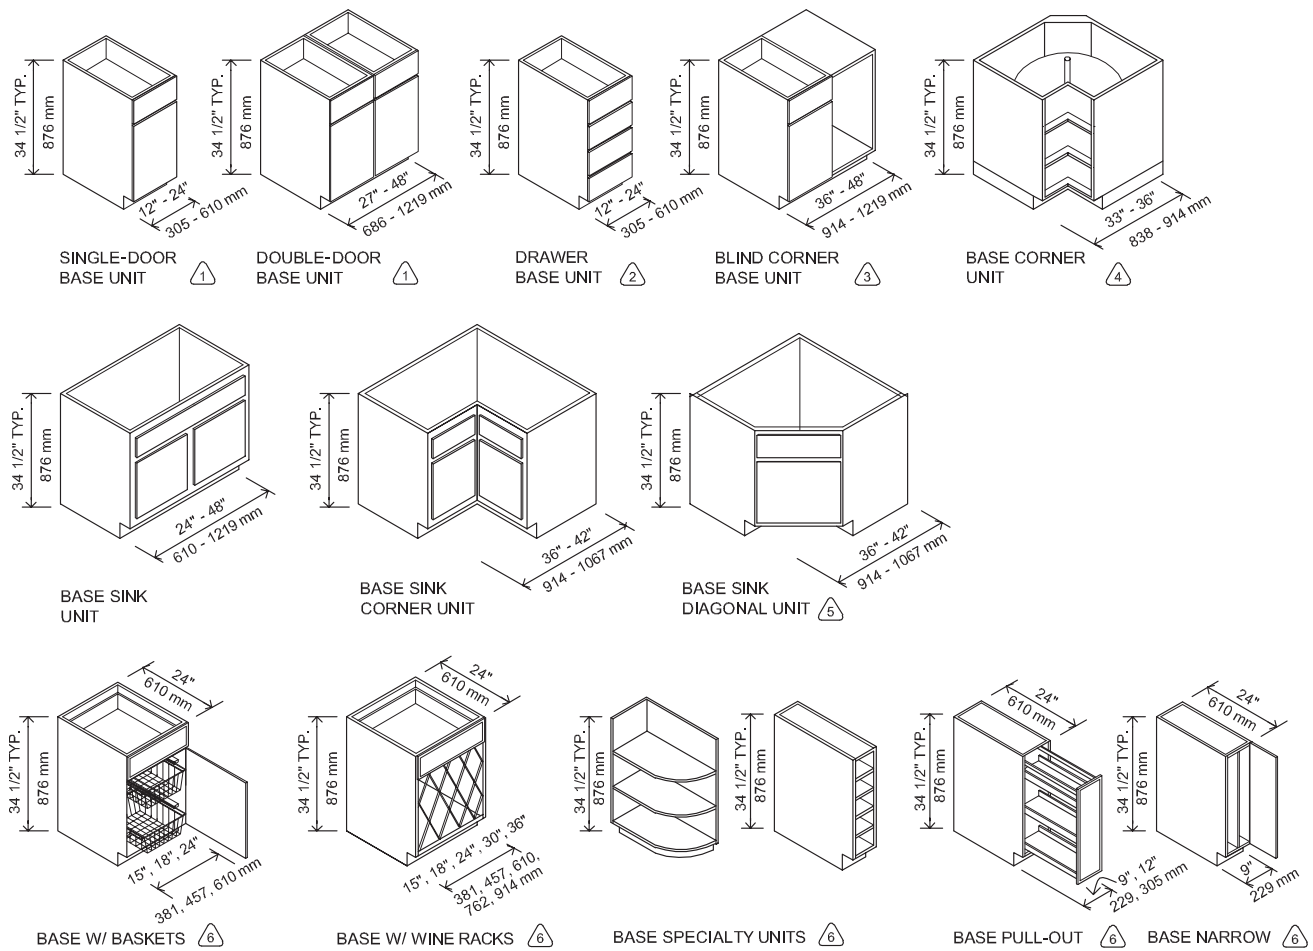 34 1/2" TYP.
876 mm
12" - 24"
305 - 610 mm
SINGLE-DOOR
BASE UNIT 1
34 1/2" TYP.
876 mm
27" - 48"
686 - 1219 mm
DOUBLE-DOOR
BASE UNIT 1
34 1/2" TYP.
876 mm
12" - 24"
305 - 610 mm
DRAWER
BASE UNIT 2
34 1/2" TYP.
876 mm
36" - 48"
914 - 1219 mm
BLIND CORNER
BASE UNIT 3
34 1/2" TYP.
876 mm
33" - 36"
838 - 914 mm
BASE CORNER
UNIT 4
34 1/2" TYP.
876 mm
24" - 48"
610 - 1219 mm
BASE SINK
UNIT
34 1/2" TYP.
876 mm
36" - 42"
914 - 1067 mm
BASE SINK
CORNER UNIT
34 1/2" TYP.
876 mm
36" - 42"
914 - 1067 mm
BASE SINK
DIAGONAL UNIT 5
24"
610 mm
34 1/2" TYP.
876 mm
15", 18", 24"
381, 457, 610 mm
BASE W/ BASKETS 6
24"
610 mm
34 1/2" TYP.
876 mm
15", 18", 24", 30", 36"
381, 457, 610,
762, 914 mm
BASE W/ WINE RACKS 6
34 1/2" TYP.
876 mm
34 1/2" TYP.
876 mm
BASE SPECIALTY UNITS 6
24"
610 mm
34 1/2" TYP.
876 mm
9", 12"
229, 305 mm
BASE PULL-OUT 6
24"
610 mm
34 1/2" TYP.
876 mm
9"
229 mm
BASE NARROW 6